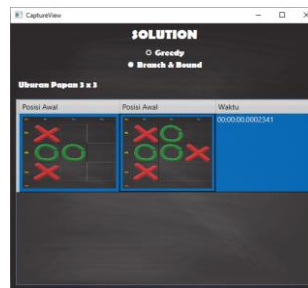 CaptureView
SOLUTION
Greedy
Branch & Bound
Ukuran Papan 3 x 3
Posisi Awal Posisi Awal Waktu
00:00:00.0002341